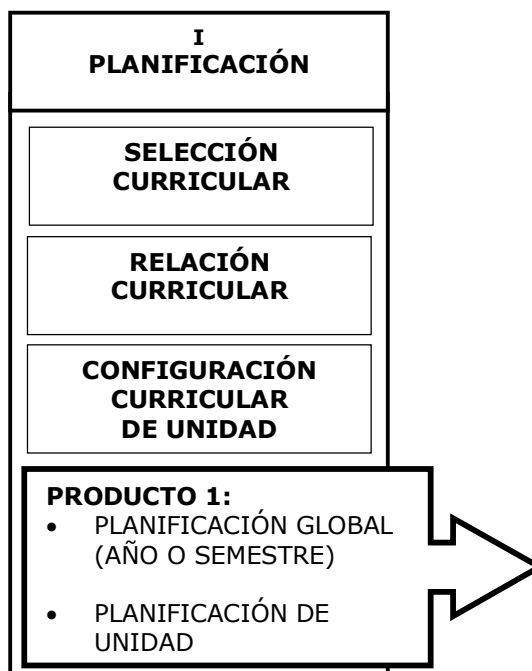 I
PLANIFICACIÓN
SELECCIÓN
CURRICULAR
RELACIÓN
CURRICULAR
CONFIGURACIÓN
CURRICULAR
DE UNIDAD
PRODUCTO 1:
• PLANIFICACIÓN GLOBAL
(AÑO O SEMESTRE)
• PLANIFICACIÓN DE
UNIDAD